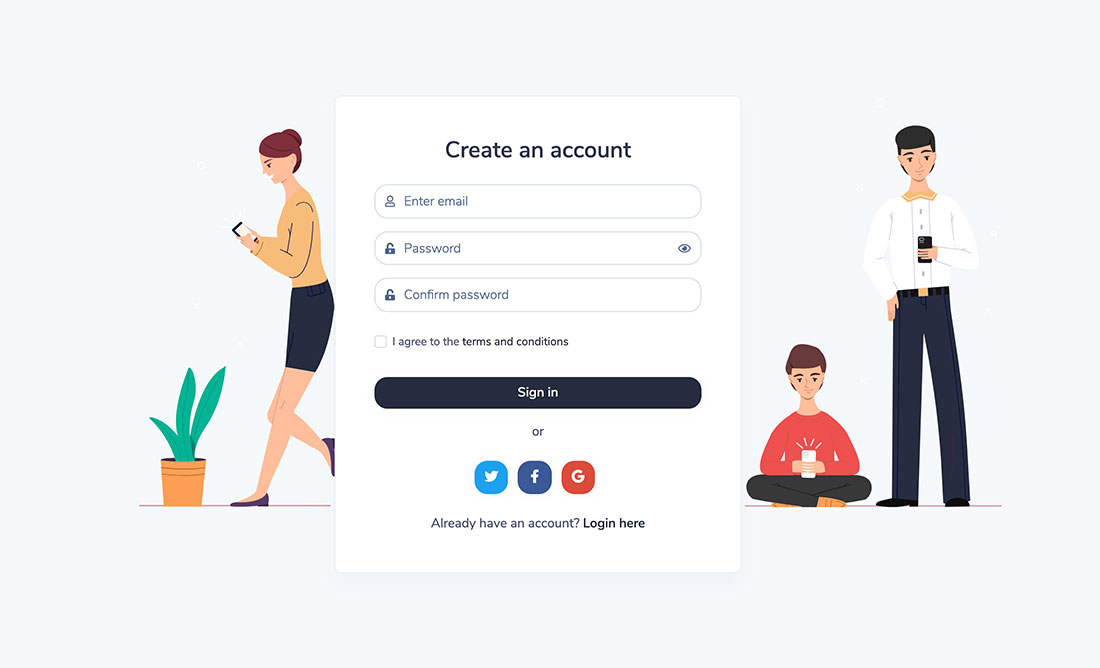 Create an account
Enter email
Password
Confirm password
I agree to the terms and conditions
Sign in
or
Already have an account? Login here